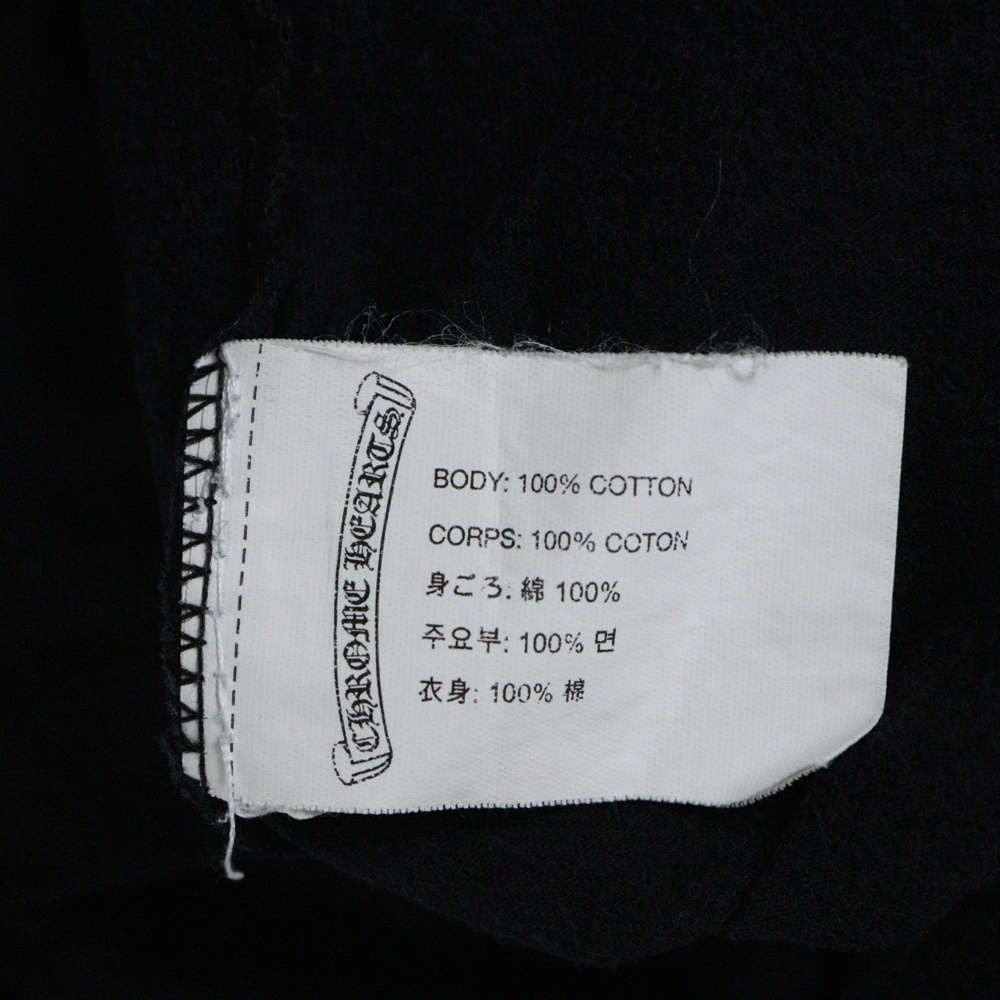 CHROME HEARTS
BODY: 100% COTTON
CORPS: 100% COTON
身ごろ: 綿 100%
주요부: 100% 면
衣身: 100% 棉